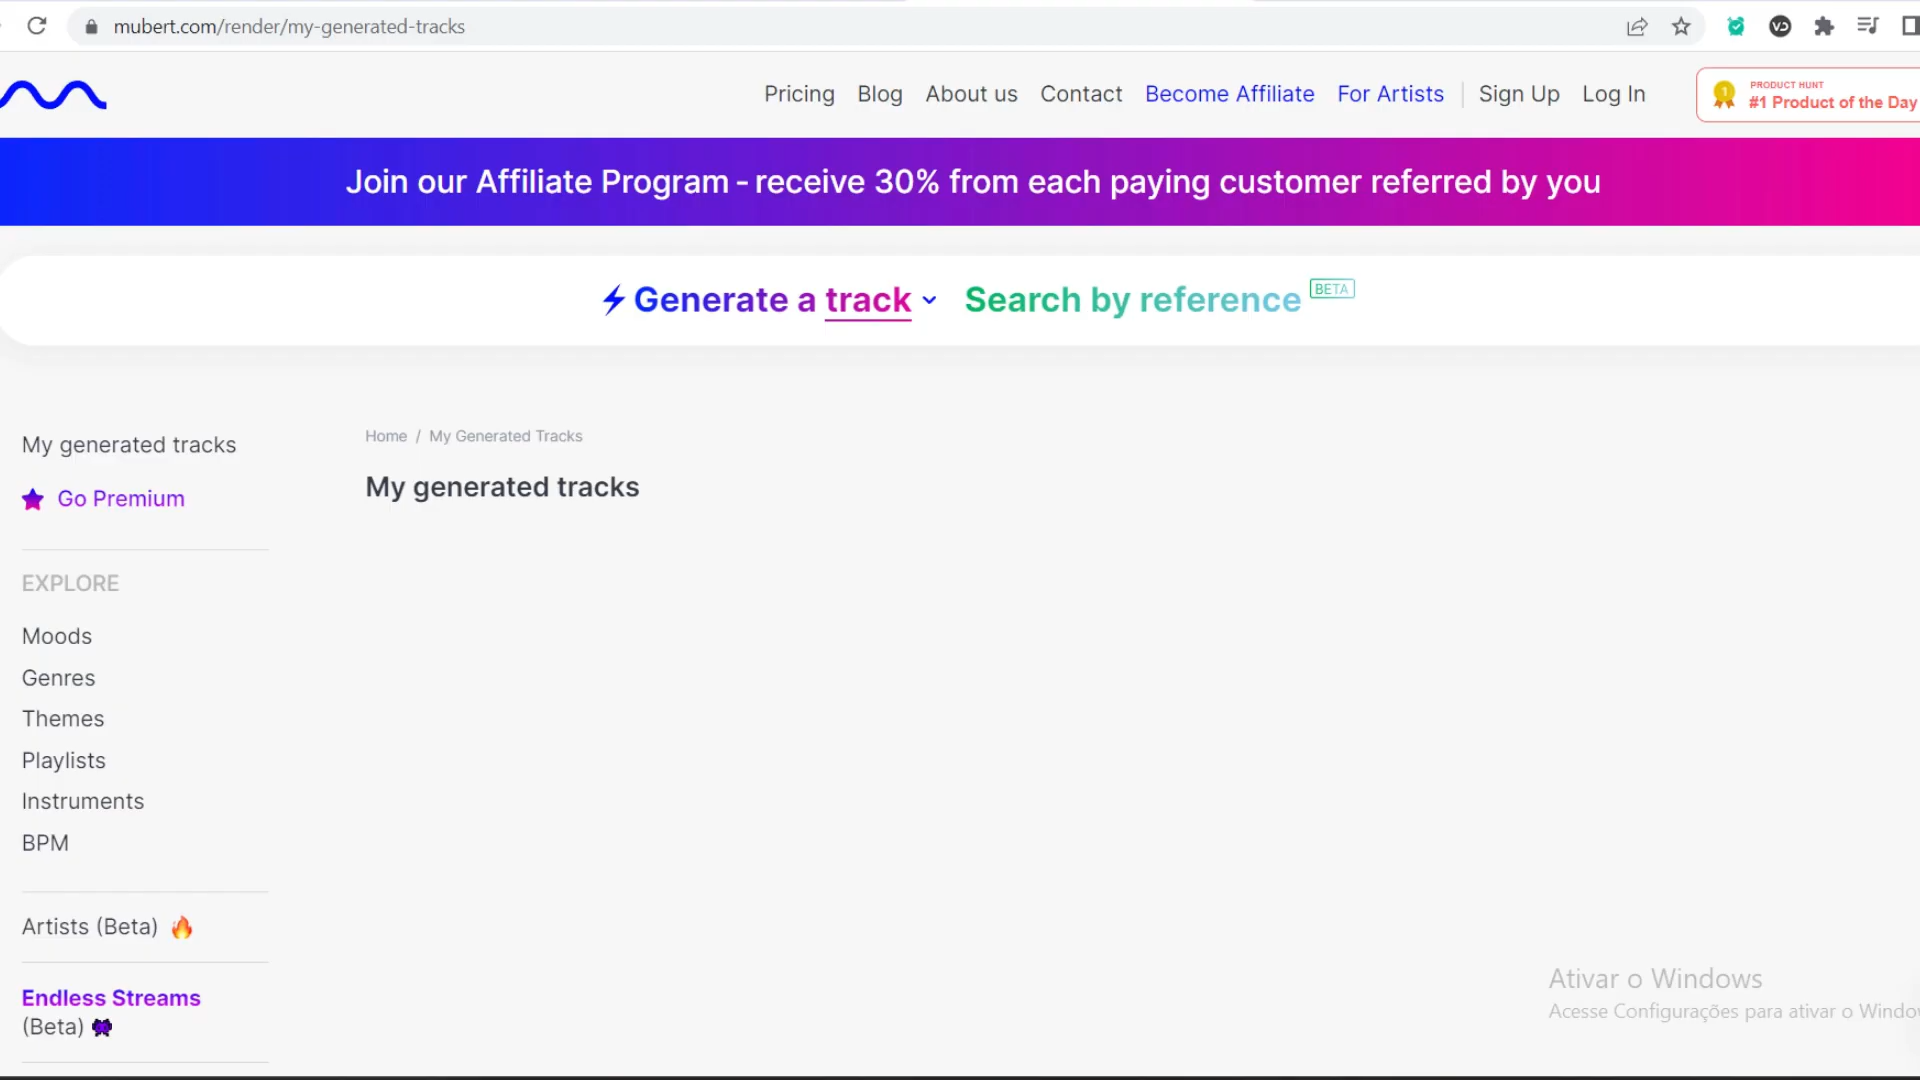 mubert.com/render/my-generated-tracks
Pricing Blog About us Contact Become Affiliate For Artists Sign Up Log In
PRODUCT HUNT
#1 Product of the Day
1
Join our Affiliate Program - receive 30% from each paying customer referred by you
Generate a track Search by reference BETA
My generated tracks
Go Premium
EXPLORE
Moods
Genres
Themes
Playlists
Instruments
BPM
Artists (Beta)
Endless Streams
(Beta)
Home / My Generated Tracks
My generated tracks
Ativar o Windows
Acesse Configurações para ativar o Windo